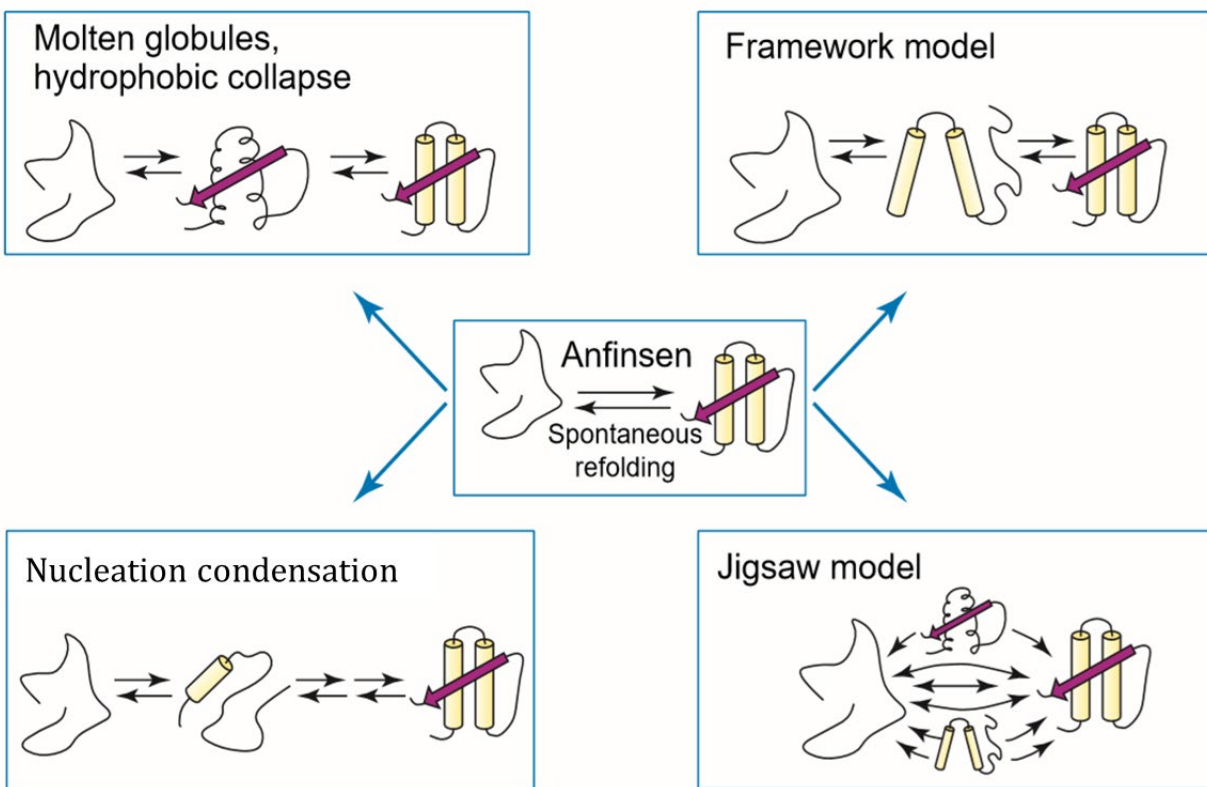 Molten globules,
hydrophobic collapse
Framework model
Anfinsen
Spontaneous
refolding
Nucleation condensation
Jigsaw model